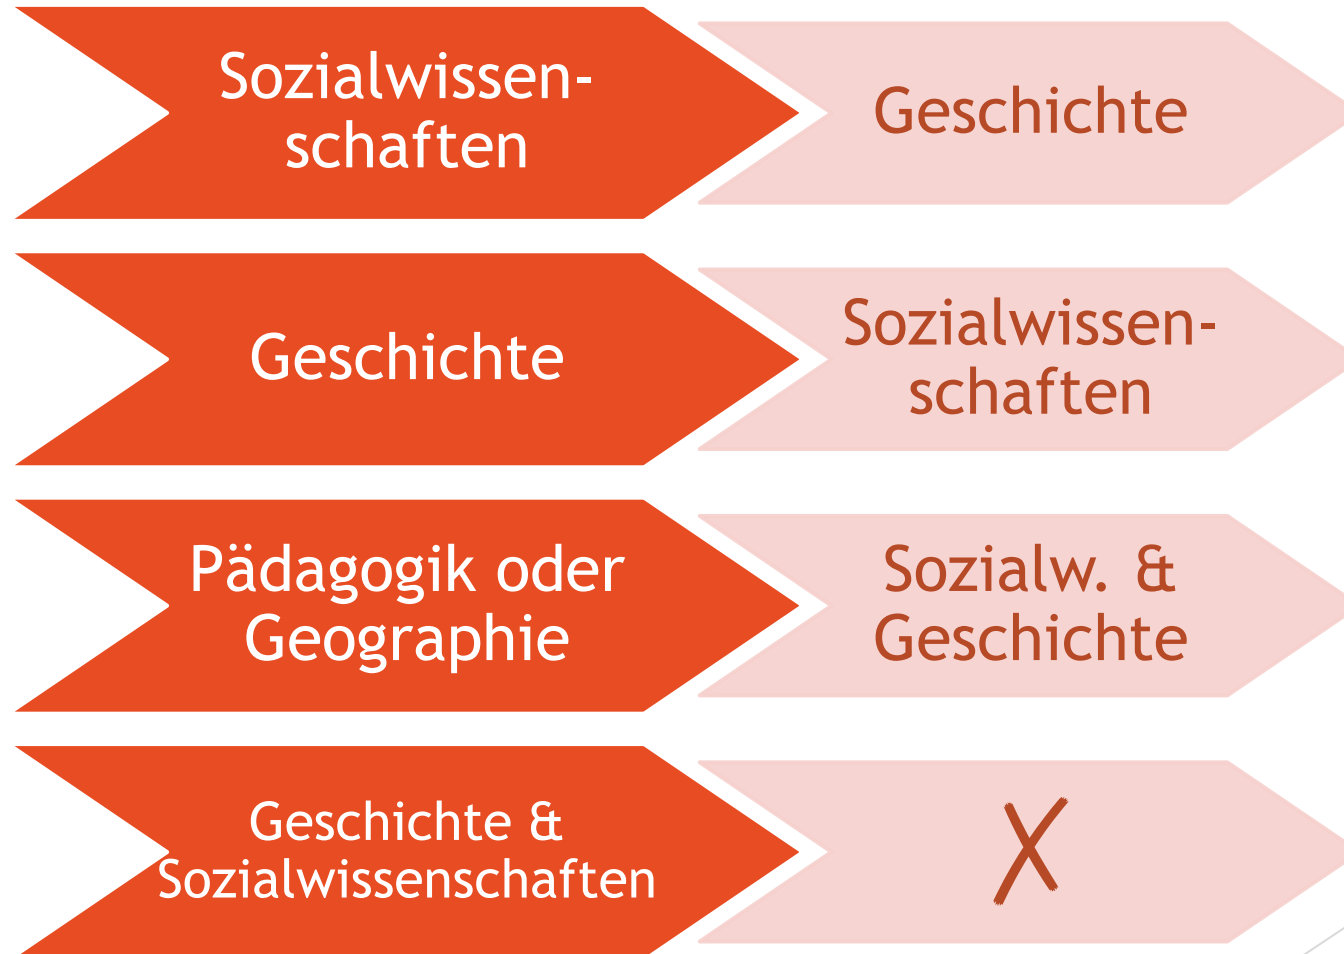 Sozialwissen-
schaften
Geschichte
Geschichte
Sozialwissen-
schaften
Pädagogik oder
Geographie
Sozialw. &
Geschichte
Geschichte &
Sozialwissenschaften
✗